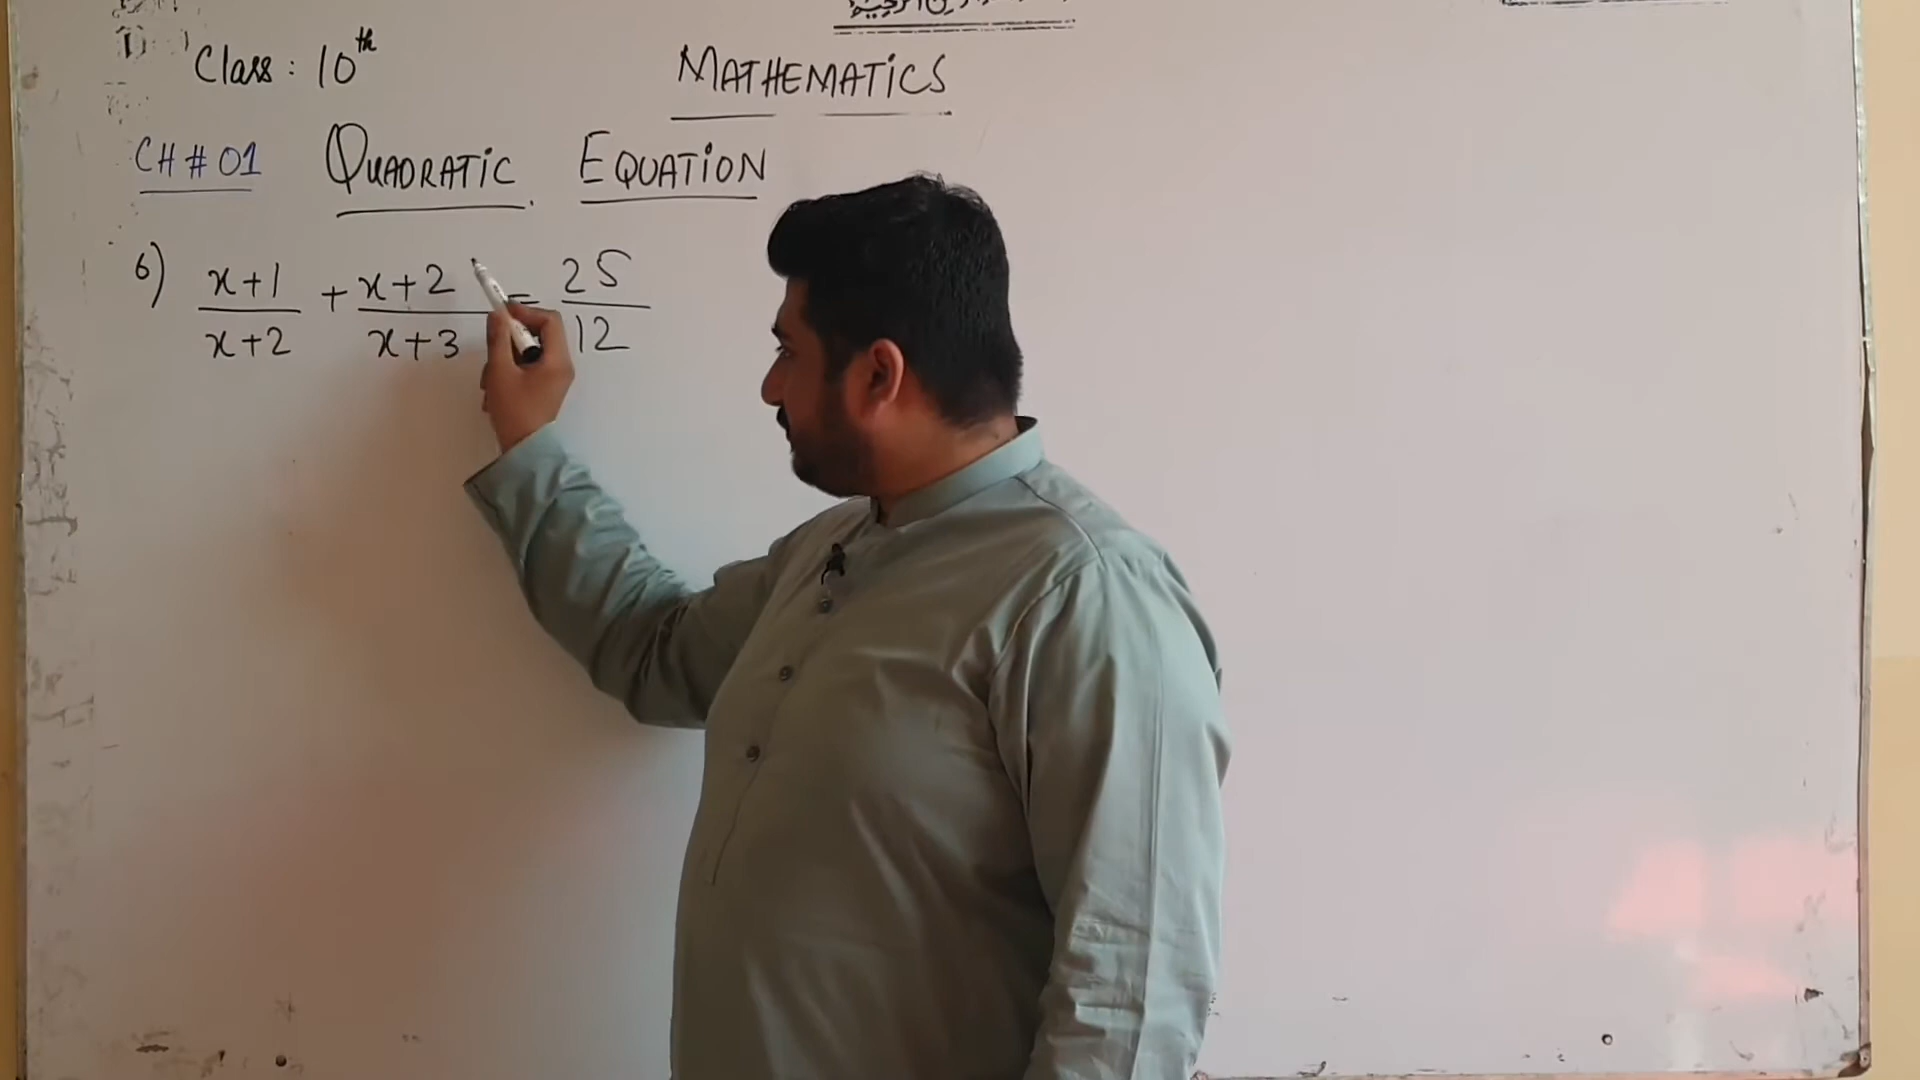 Class: 10th
MATHEMATICS
CH # 01 QUADRATIC EQUATION
6) x+1/x+2 + x+2/x+3 = 25/12